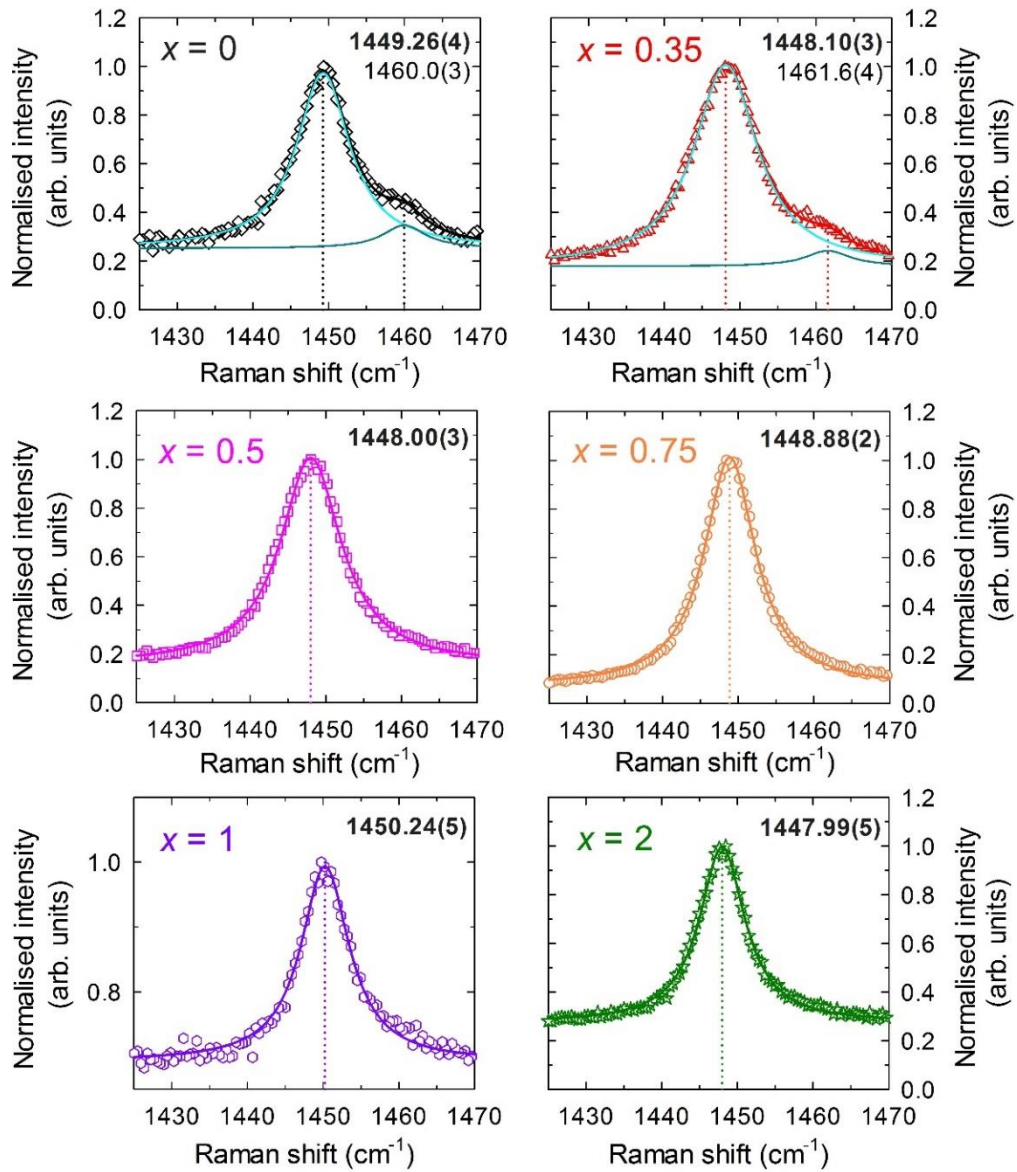 x = 0
1449.26(4)
1460.0(3)
1.2
1.0
0.8
0.6
0.4
0.2
0.0
Normalised intensity
(arb. units)
1430 1440 1450 1460 1470
Raman shift (cm-1)
x = 0.35
1448.10(3)
1461.6(4)
1.2
1.0
0.8
0.6
0.4
0.2
0.0
Normalised intensity
(arb. units)
1430 1440 1450 1460 1470
Raman shift (cm-1)
x = 0.5
1448.00(3)
1.2
1.0
0.8
0.6
0.4
0.2
0.0
Normalised intensity
(arb. units)
1430 1440 1450 1460 1470
Raman shift (cm-1)
x = 0.75
1448.88(2)
1.2
1.0
0.8
0.6
0.4
0.2
0.0
Normalised intensity
(arb. units)
1430 1440 1450 1460 1470
Raman shift (cm-1)
x = 1
1450.24(5)
1.0
0.8
Normalised intensity
(arb. units)
1430 1440 1450 1460 1470
Raman shift (cm-1)
x = 2
1447.99(5)
1.2
1.0
0.8
0.6
0.4
0.2
0.0
Normalised intensity
(arb. units)
1430 1440 1450 1460 1470
Raman shift (cm-1)